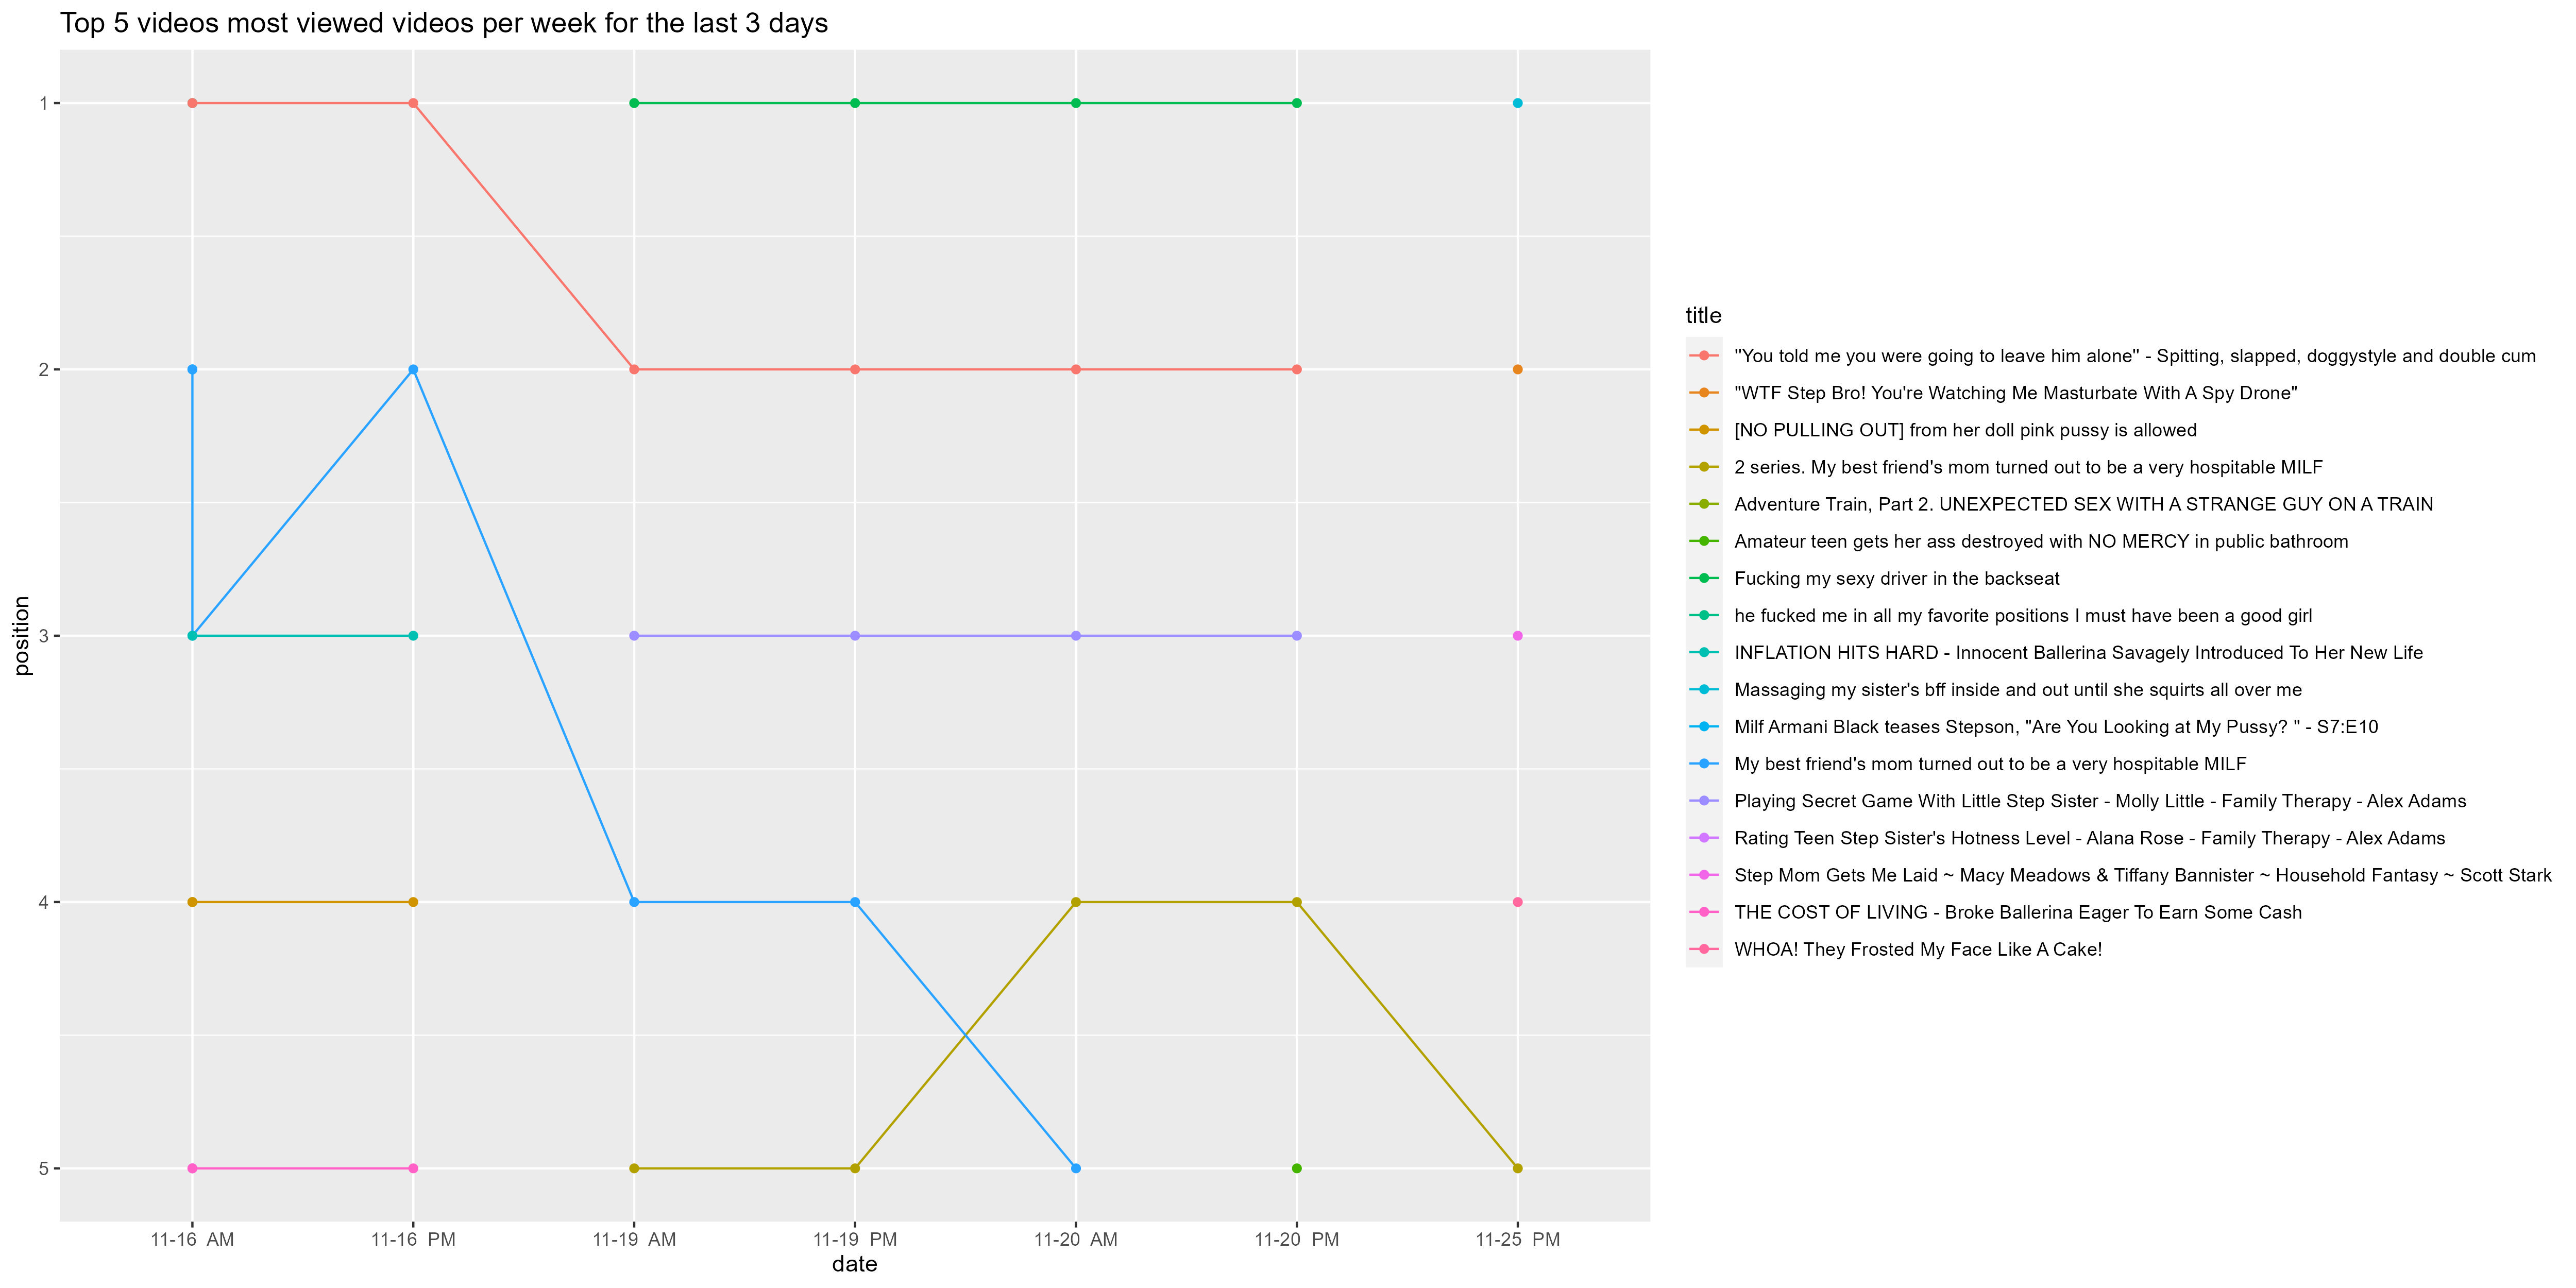 Top 5 videos most viewed videos per week for the last 3 days
1
2
3
4
5
position
11-16 AM
11-16 PM
11-19 AM
11-19 PM
11-20 AM
11-20 PM
11-25 PM
date
title
"You told me you were going to leave him alone" - Spitting, slapped, doggystyle and double cum
"WTF Step Bro! You're Watching Me Masturbate With A Spy Drone"
[NO PULLING OUT] from her doll pink pussy is allowed
2 series. My best friend's mom turned out to be a very hospitable MILF
Adventure Train, Part 2. UNEXPECTED SEX WITH A STRANGE GUY ON A TRAIN
Amateur teen gets her ass destroyed with NO MERCY in public bathroom
Fucking my sexy driver in the backseat
he fucked me in all my favorite positions I must have been a good girl
INFLATION HITS HARD - Innocent Ballerina Savagely Introduced To Her New Life
Massaging my sister's bff inside and out until she squirts all over me
Milf Armani Black teases Stepson, "Are You Looking at My Pussy? " - S7:E10
My best friend's mom turned out to be a very hospitable MILF
Playing Secret Game With Little Step Sister - Molly Little - Family Therapy - Alex Adams
Rating Teen Step Sister's Hotness Level - Alana Rose - Family Therapy - Alex Adams
Step Mom Gets Me Laid ~ Macy Meadows & Tiffany Bannister ~ Household Fantasy ~ Scott Stark
THE COST OF LIVING - Broke Ballerina Eager To Earn Some Cash
WHOA! They Frosted My Face Like A Cake!